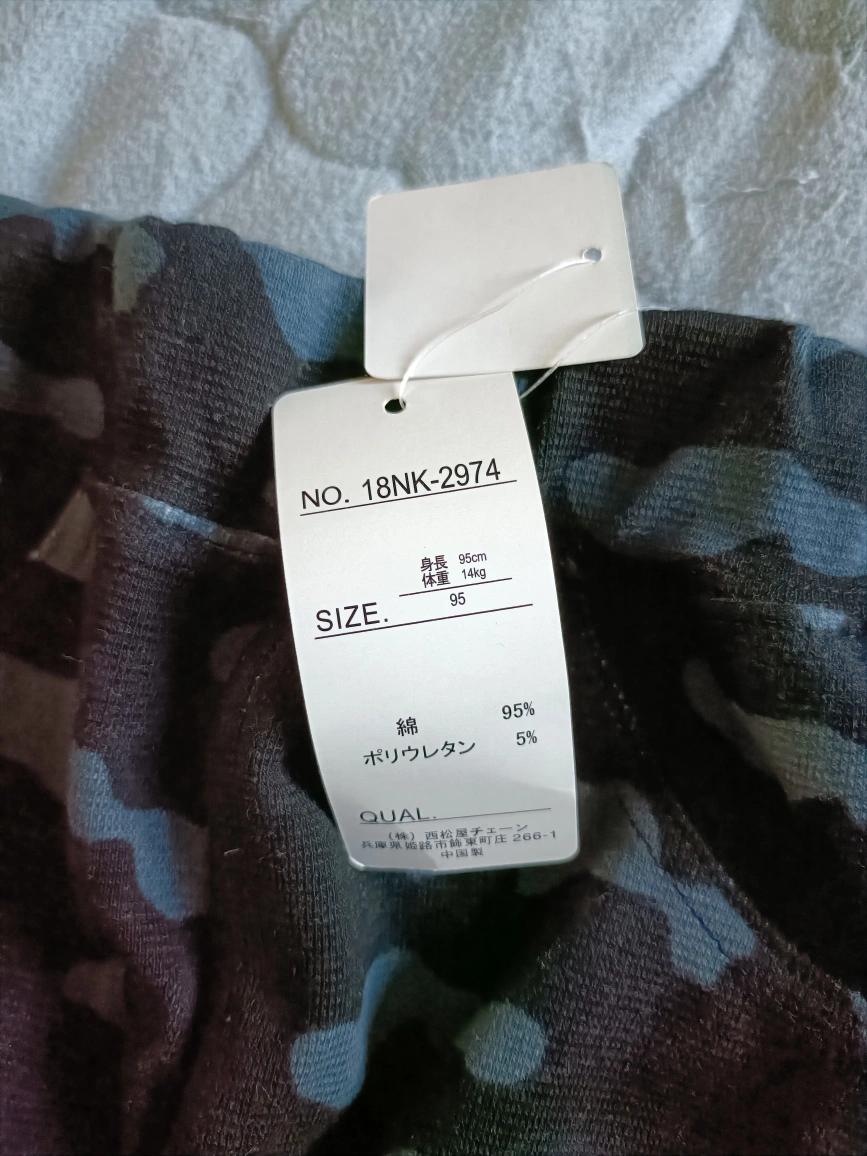 NO. 18NK-2974
身長 95cm
体重 14kg
SIZE. 95
綿 95%
ポリウレタン 5%
QUAL.
(株) 西松屋チェーン
兵庫県姫路市飾東町庄 266-1
中国製